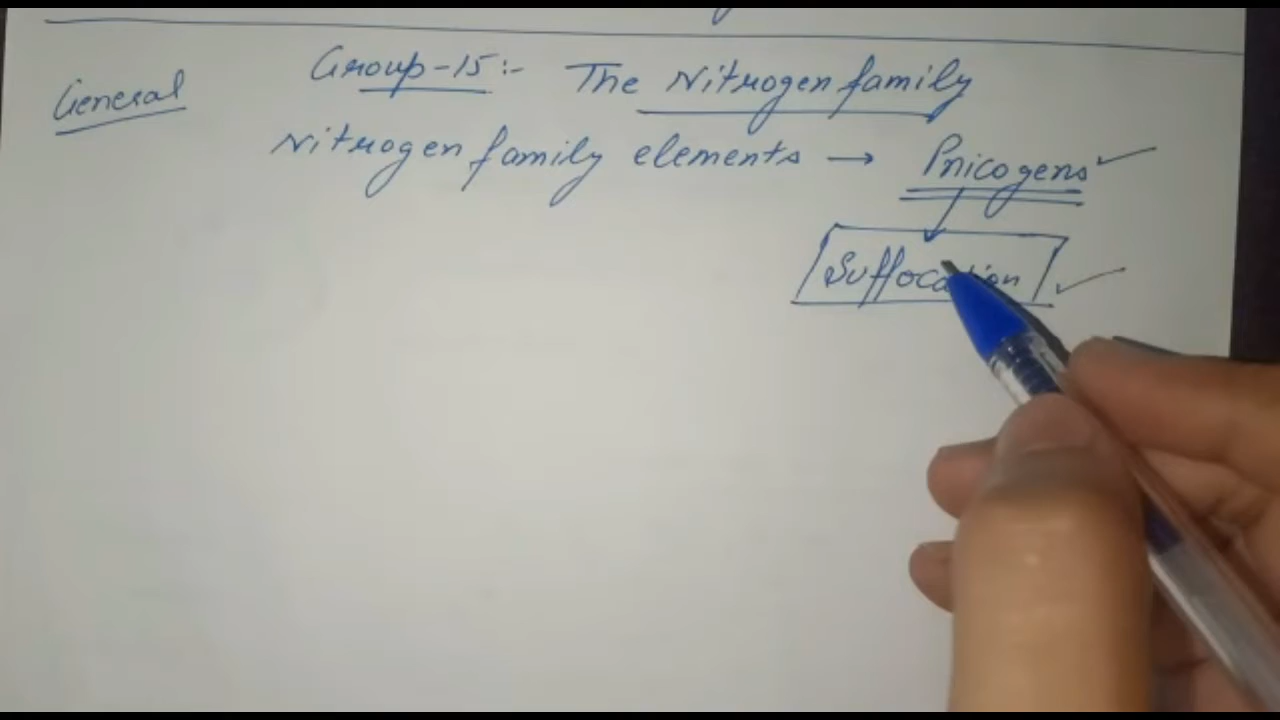 General
Group-15:- The Nitrogen family
Nitrogen family elements → Pnicogens
Suffocation